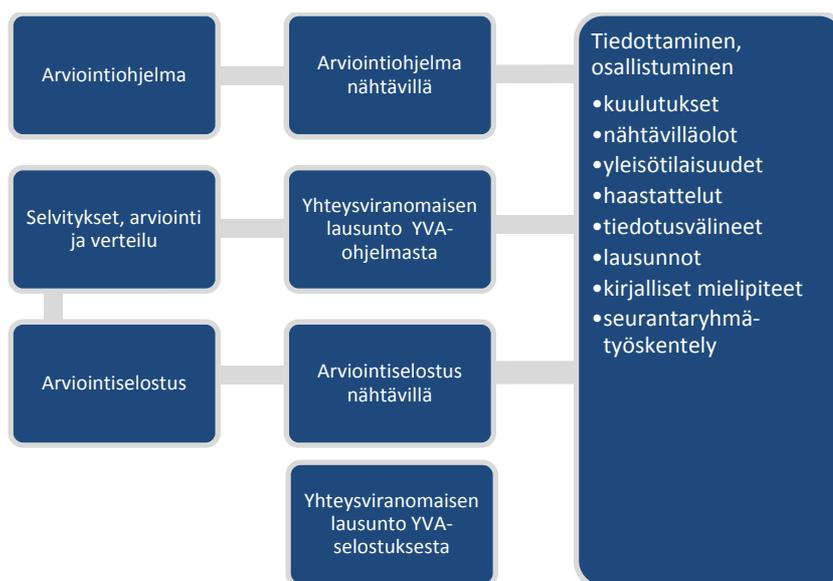 Arviointiohjelma
Arviointiohjelma
nähtävillä
Selvitykset, arviointi
ja verteilu
Yhteysviranomaisen
lausunto YVA-
ohjelmasta
Arviointiselostus
Arviointiselostus
nähtävillä
Yhteysviranomaisen
lausunto YVA-
selostuksesta
Tiedottaminen,
osallistuminen
•kuulutukset
•nähtävilläolot
•yleisötilaisuudet
•haastattelut
•tiedotusvälineet
•lausunnot
•kirjalliset mielipiteet
•seurantaryhmä-
työskentely